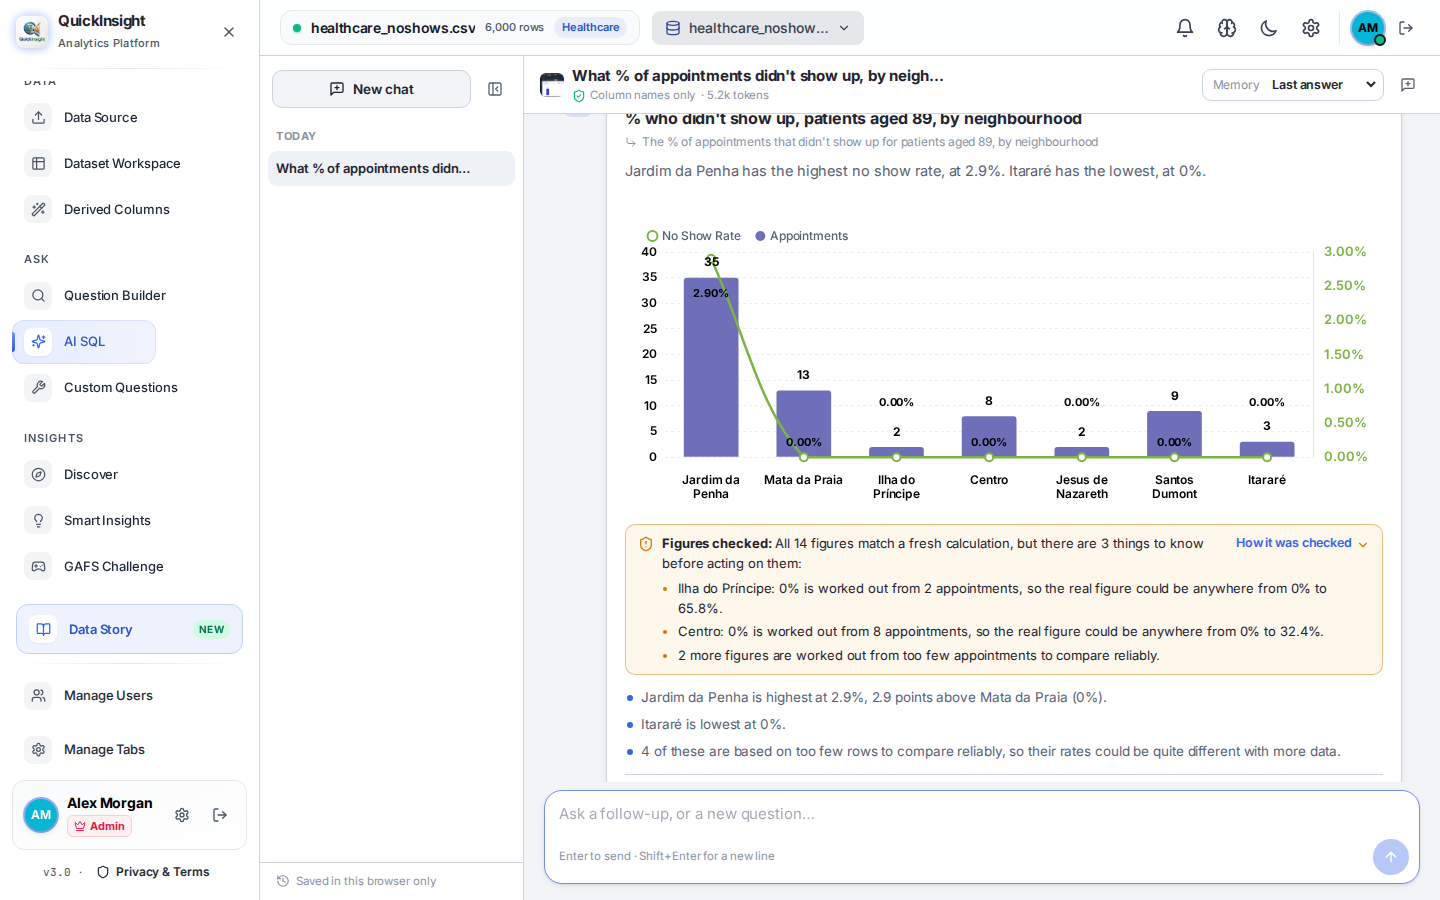 QuickInsight
Analytics Platform
DATA
Data Source
Dataset Workspace
Derived Columns
ASK
Question Builder
AI SQL
Custom Questions
INSIGHTS
Discover
Smart Insights
GAFS Challenge
Data Story NEW
Manage Users
Manage Tabs
AM Alex Morgan
Admin
v3.0 · Privacy & Terms
healthcare_noshows.csv 6,000 rows Healthcare
healthcare_noshow...
AM
New chat
TODAY
What % of appointments didn...
Saved in this browser only
What % of appointments didn't show up, by neigh...
Column names only · 5.2k tokens
Memory Last answer
% who didn't show up, patients aged 89, by neighbourhood
The % of appointments that didn't show up for patients aged 89, by neighbourhood
Jardim da Penha has the highest no show rate, at 2.9%. Itararé has the lowest, at 0%.
No Show Rate Appointments
40
35
30
25
20
15
10
5
0
35
2.90%
13
0.00%
0.00%
2
8
0.00%
0.00%
2
9
0.00%
0.00%
3
3.00%
2.50%
2.00%
1.50%
1.00%
0.50%
0.00%
Jardim da Penha
Mata da Praia
Ilha do Príncipe
Centro
Jesus de Nazareth
Santos Dumont
Itararé
Figures checked: All 14 figures match a fresh calculation, but there are 3 things to know
before acting on them:
How it was checked
Ilha do Príncipe: 0% is worked out from 2 appointments, so the real figure could be anywhere from 0% to
65.8%.
Centro: 0% is worked out from 8 appointments, so the real figure could be anywhere from 0% to 32.4%.
2 more figures are worked out from too few appointments to compare reliably.
Jardim da Penha is highest at 2.9%, 2.9 points above Mata da Praia (0%).
Itararé is lowest at 0%.
4 of these are based on too few rows to compare reliably, so their rates could be quite different with more data.
Ask a follow-up, or a new question...
Enter to send · Shift+Enter for a new line